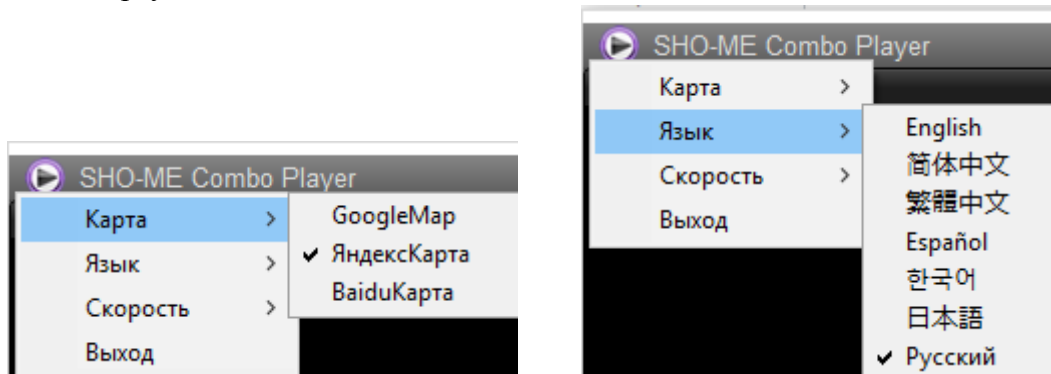 SHO-ME Combo Player
Карта >
Язык >
Скорость >
Выход
GoogleMap
✔ ЯндексКарта
BaiduКарта
SHO-ME Combo Player
Карта >
Язык >
Скорость >
Выход
English
简体中文
繁體中文
Español
한국어
日本語
✔ Русский